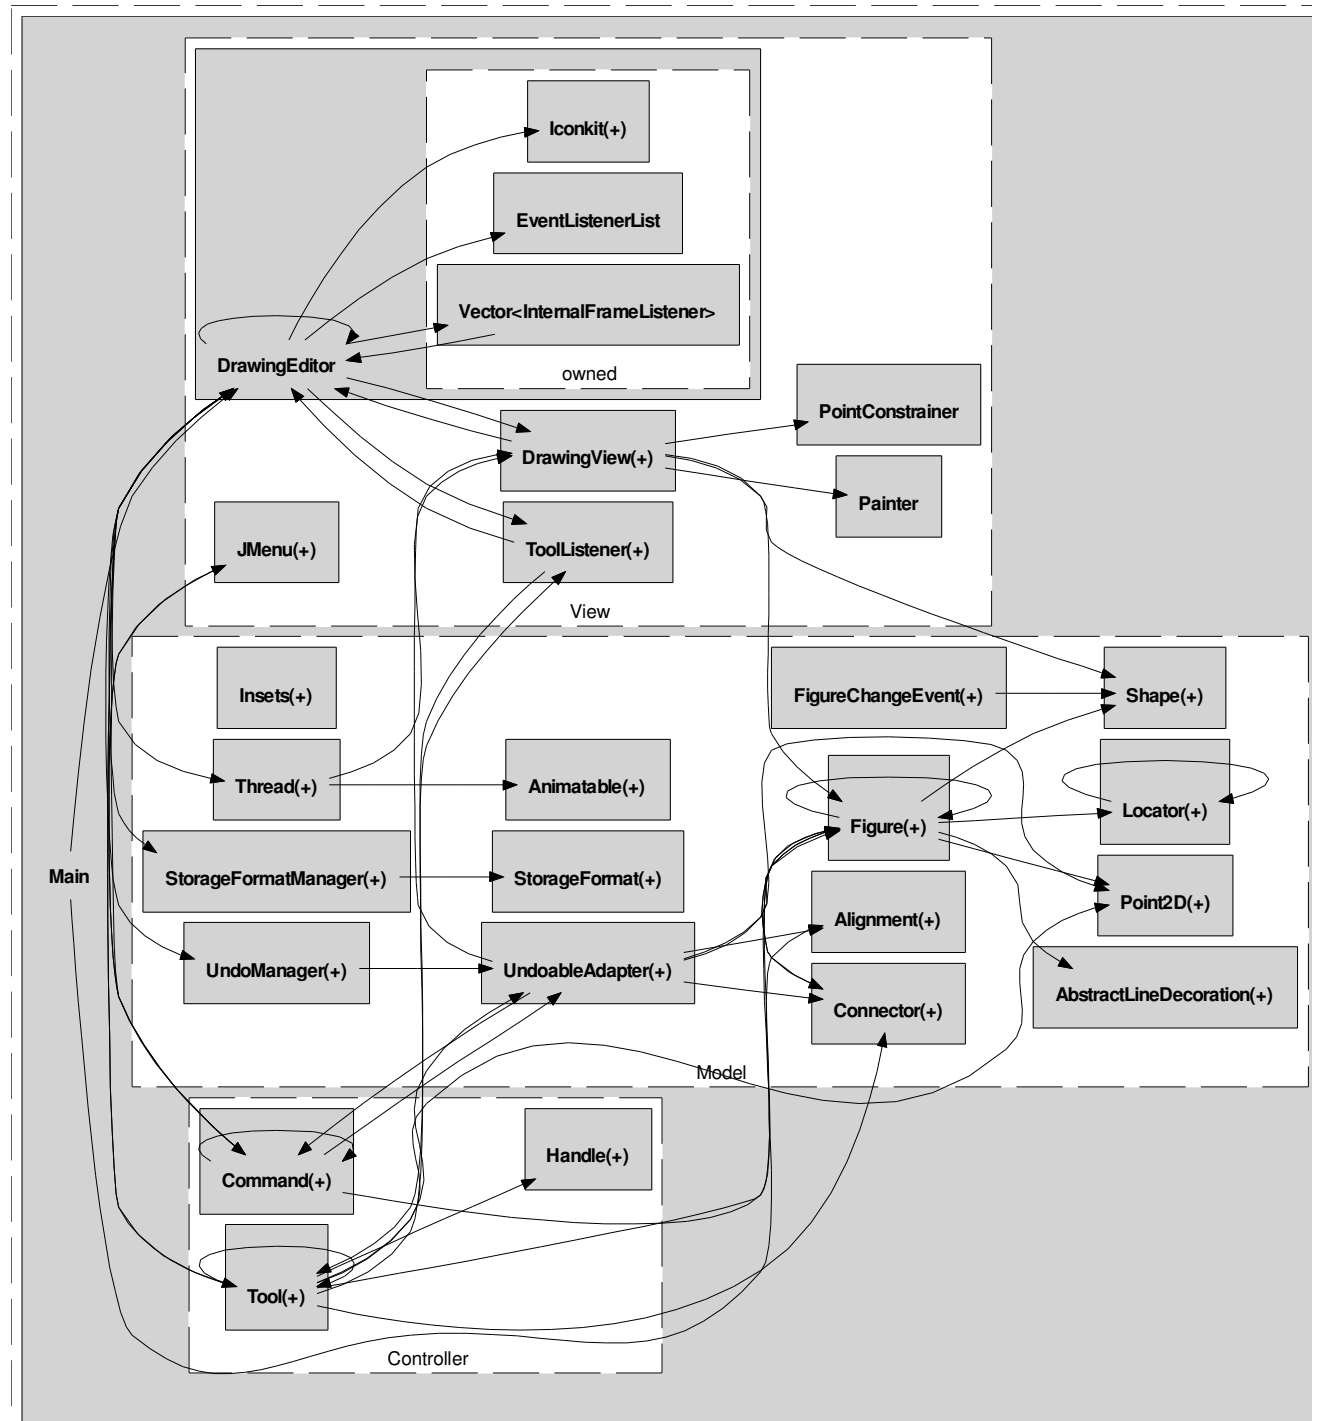 Iconkit(+)
EventListenerList
Vector<InternalFrameListener>
DrawingEditor
owned
PointConstrainer
DrawingView(+)
Painter
JMenu(+)
ToolListener(+)
View
Insets(+)
FigureChangeEvent(+)
Shape(+)
Thread(+)
Animatable(+)
Locator(+)
Figure(+)
Main
StorageFormatManager(+)
StorageFormat(+)
Point2D(+)
Alignment(+)
UndoManager(+)
UndoableAdapter(+)
AbstractLineDecoration(+)
Connector(+)
Model
Handle(+)
Command(+)
Tool(+)
Controller